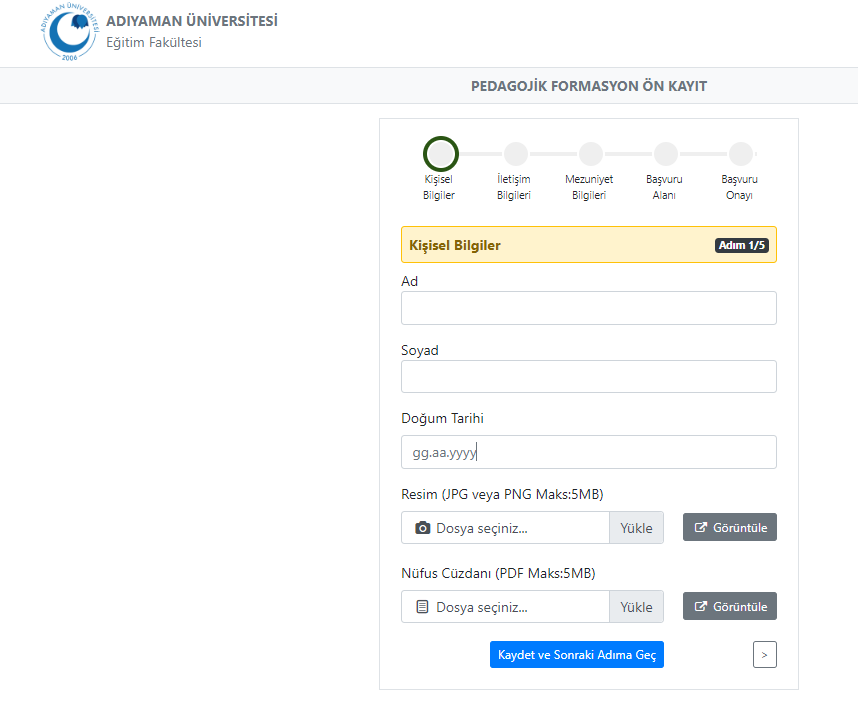 ADIYAMAN ÜNİVERSİTESİ
2006
ADIYAMAN ÜNİVERSİTESİ
Eğitim Fakültesi
PEDAGOJİK FORMASYON ÖN KAYIT
Kişisel
Bilgiler
İletişim
Bilgileri
Mezuniyet
Bilgileri
Başvuru
Alanı
Başvuru
Onayı
Kişisel Bilgiler
Adım 1/5
Ad
Soyad
Doğum Tarihi
gg.aa.yyyy
Resim (JPG veya PNG Maks:5MB)
Dosya seçiniz... Yükle Görüntüle
Nüfus Cüzdanı (PDF Maks:5MB)
Dosya seçiniz... Yükle Görüntüle
Kaydet ve Sonraki Adıma Geç >